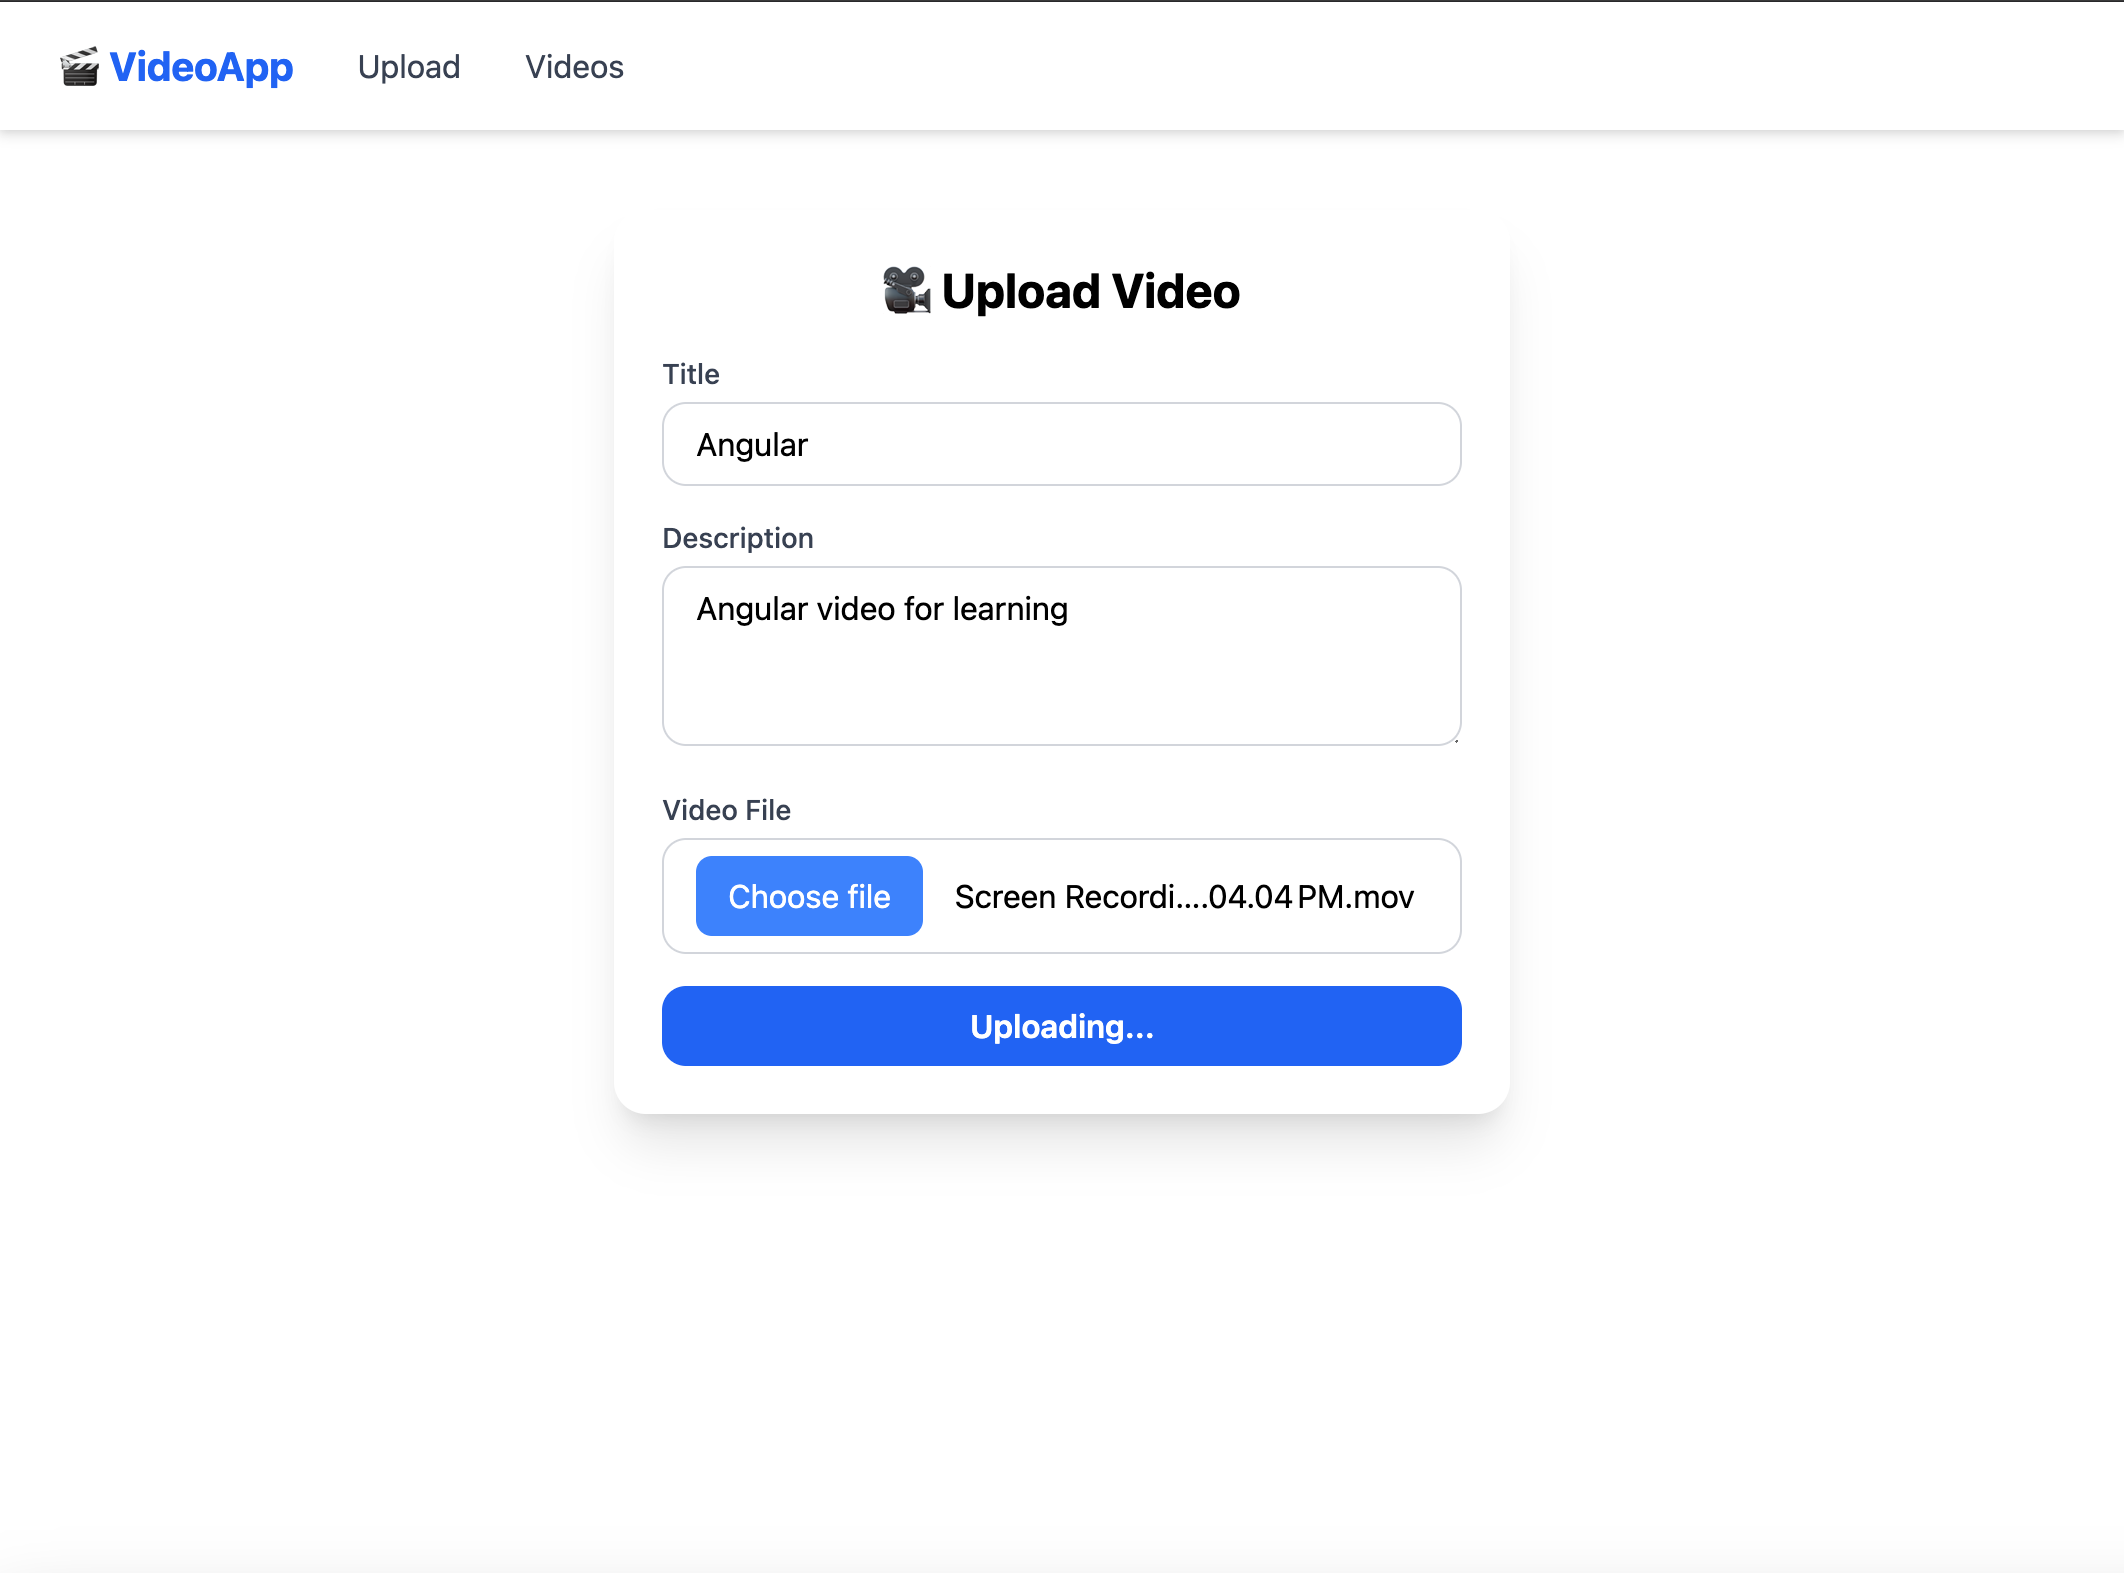 VideoApp Upload Videos
Upload Video
Title
Angular
Description
Angular video for learning
Video File
Choose file Screen Recordi....04.04 PM.mov
Uploading...